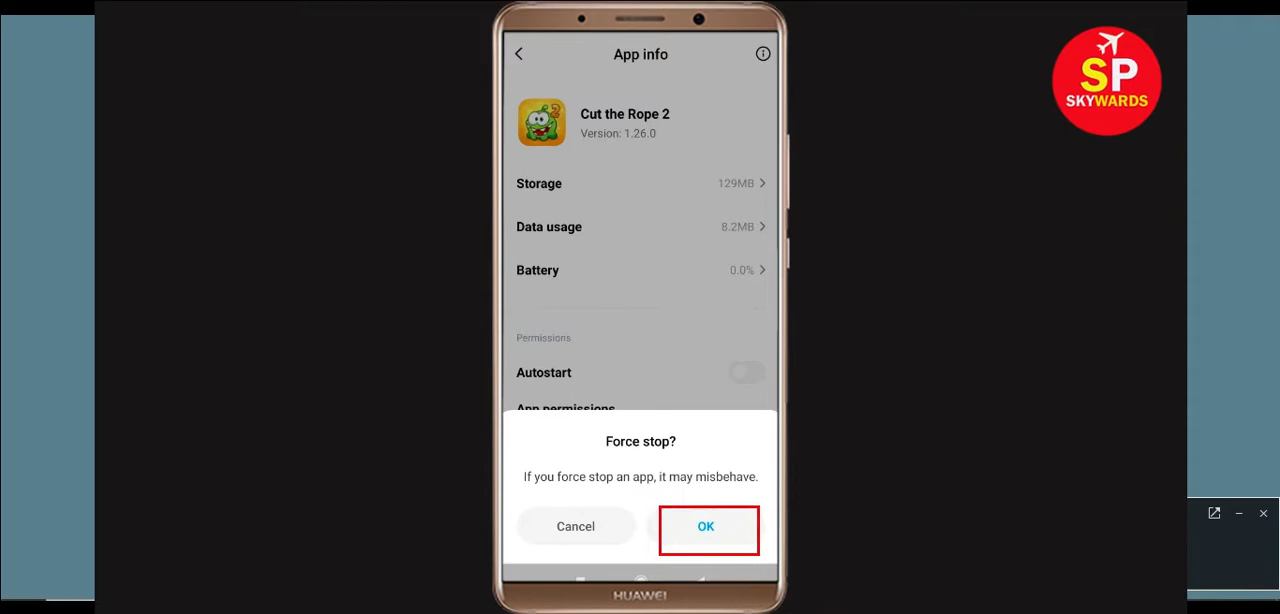 App info
Cut the Rope 2
Version: 1.26.0
Storage 129MB
Data usage 8.2MB
Battery 0.0%
Permissions
Autostart
App permissions
Force stop?
If you force stop an app, it may misbehave.
Cancel OK
HUAWEI
SP
SKYWARDS